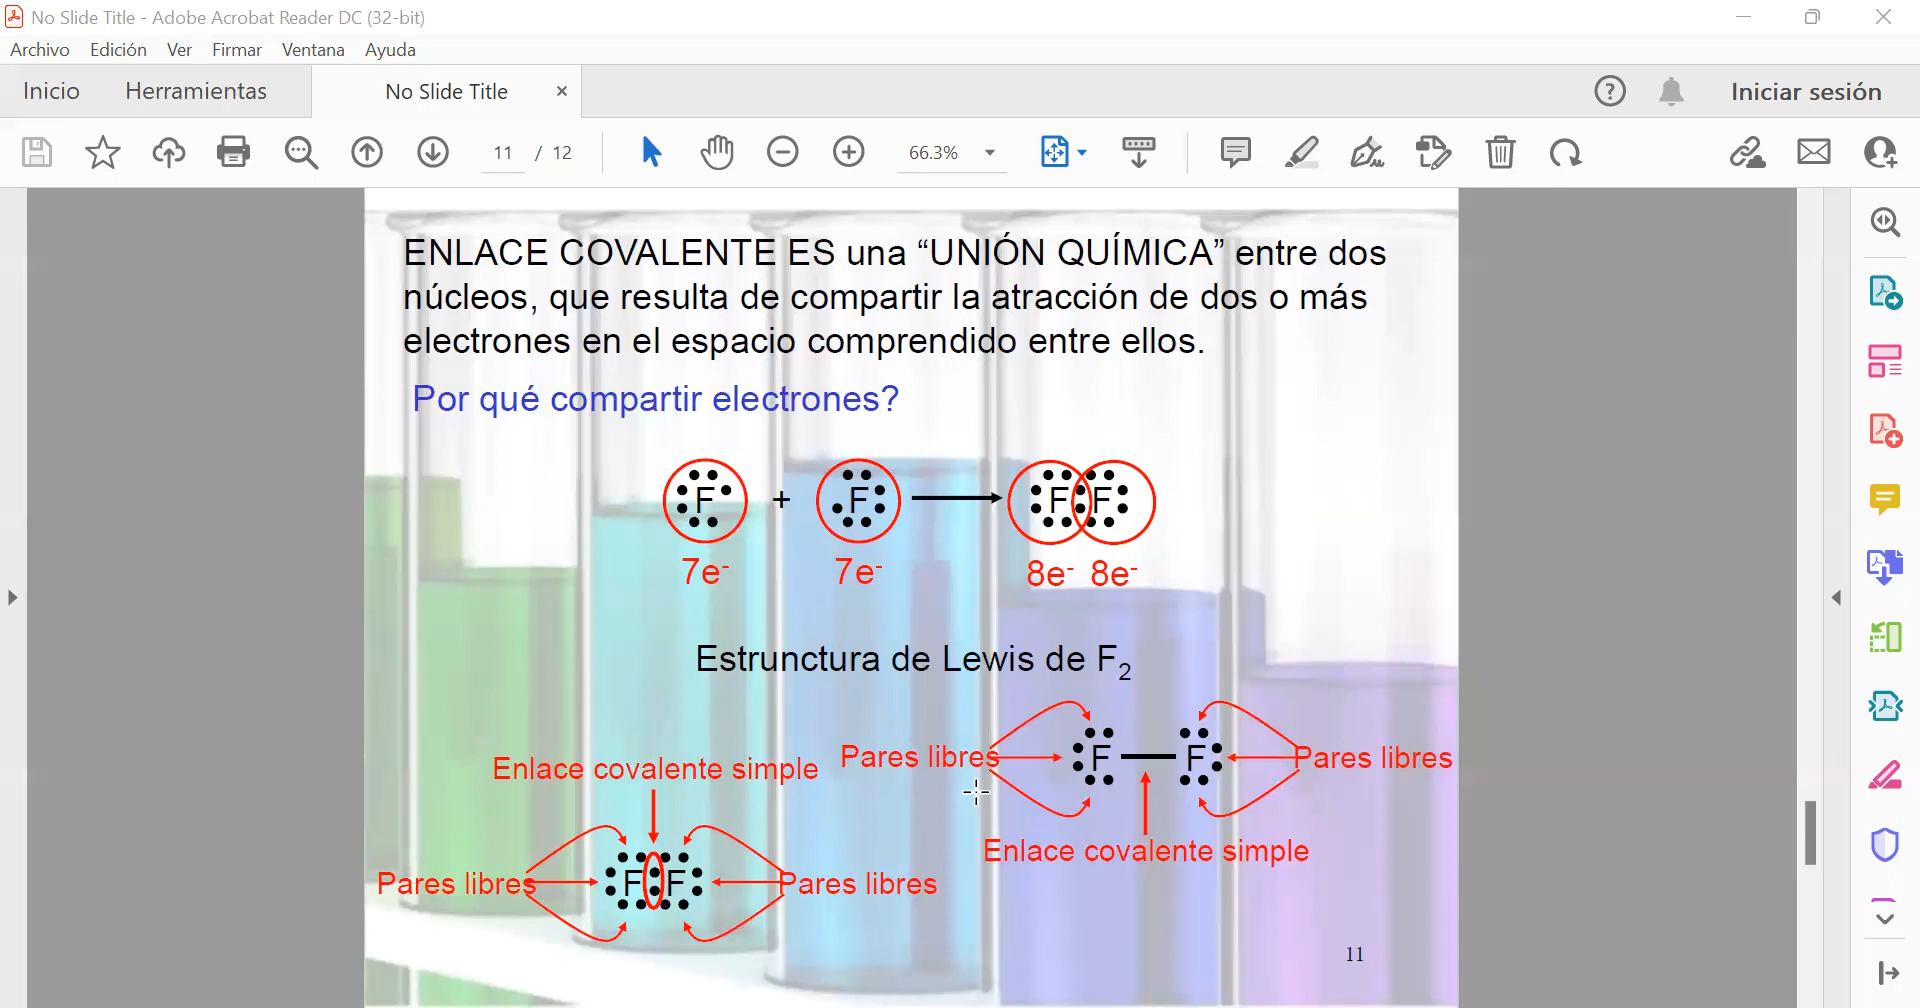 No Slide Title - Adobe Acrobat Reader DC (32-bit)
Archivo Edición Ver Firmar Ventana Ayuda
Inicio Herramientas No Slide Title × Iniciar sesión
11 / 12 66.3%
ENLACE COVALENTE ES una “UNIÓN QUÍMICA” entre dos
núcleos, que resulta de compartir la atracción de dos o más
electrones en el espacio comprendido entre ellos.
Por qué compartir electrones?
F + F F F
7e⁻ 7e⁻ 8e⁻ 8e⁻
Estrunctura de Lewis de F₂
Pares libres F F Pares libres
Enlace covalente simple
Enlace covalente simple
Pares libres F F Pares libres
11